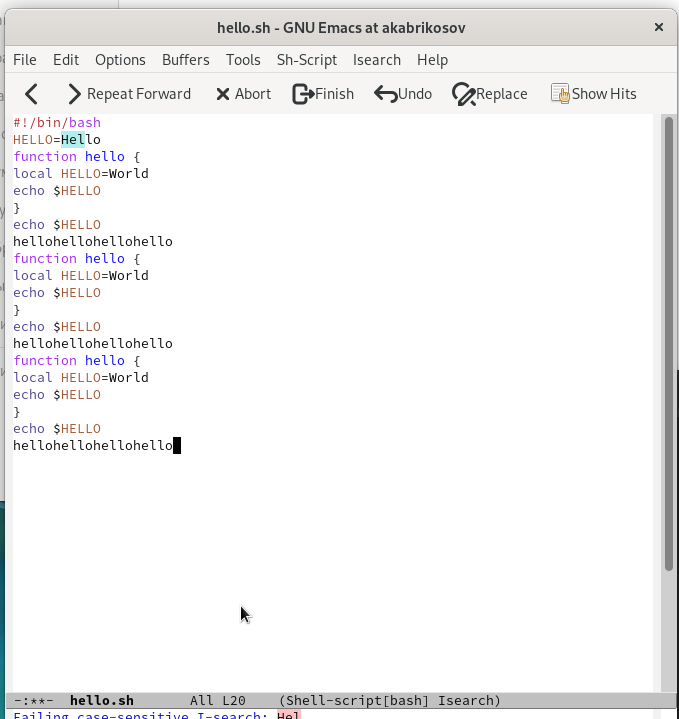 hello.sh - GNU Emacs at akabrikosov ×
File Edit Options Buffers Tools Sh-Script Isearch Help
Repeat Forward Abort Finish Undo Replace Show Hits
#!/bin/bash
HELLO=Hello
function hello {
local HELLO=World
echo $HELLO
}
echo $HELLO
hellohellohellohello
function hello {
local HELLO=World
echo $HELLO
}
echo $HELLO
hellohellohellohello
function hello {
local HELLO=World
echo $HELLO
}
echo $HELLO
hellohellohellohello
-:**- hello.sh All L20 (Shell-script[bash] Isearch)
Failing case-sensitive I-search: Hel